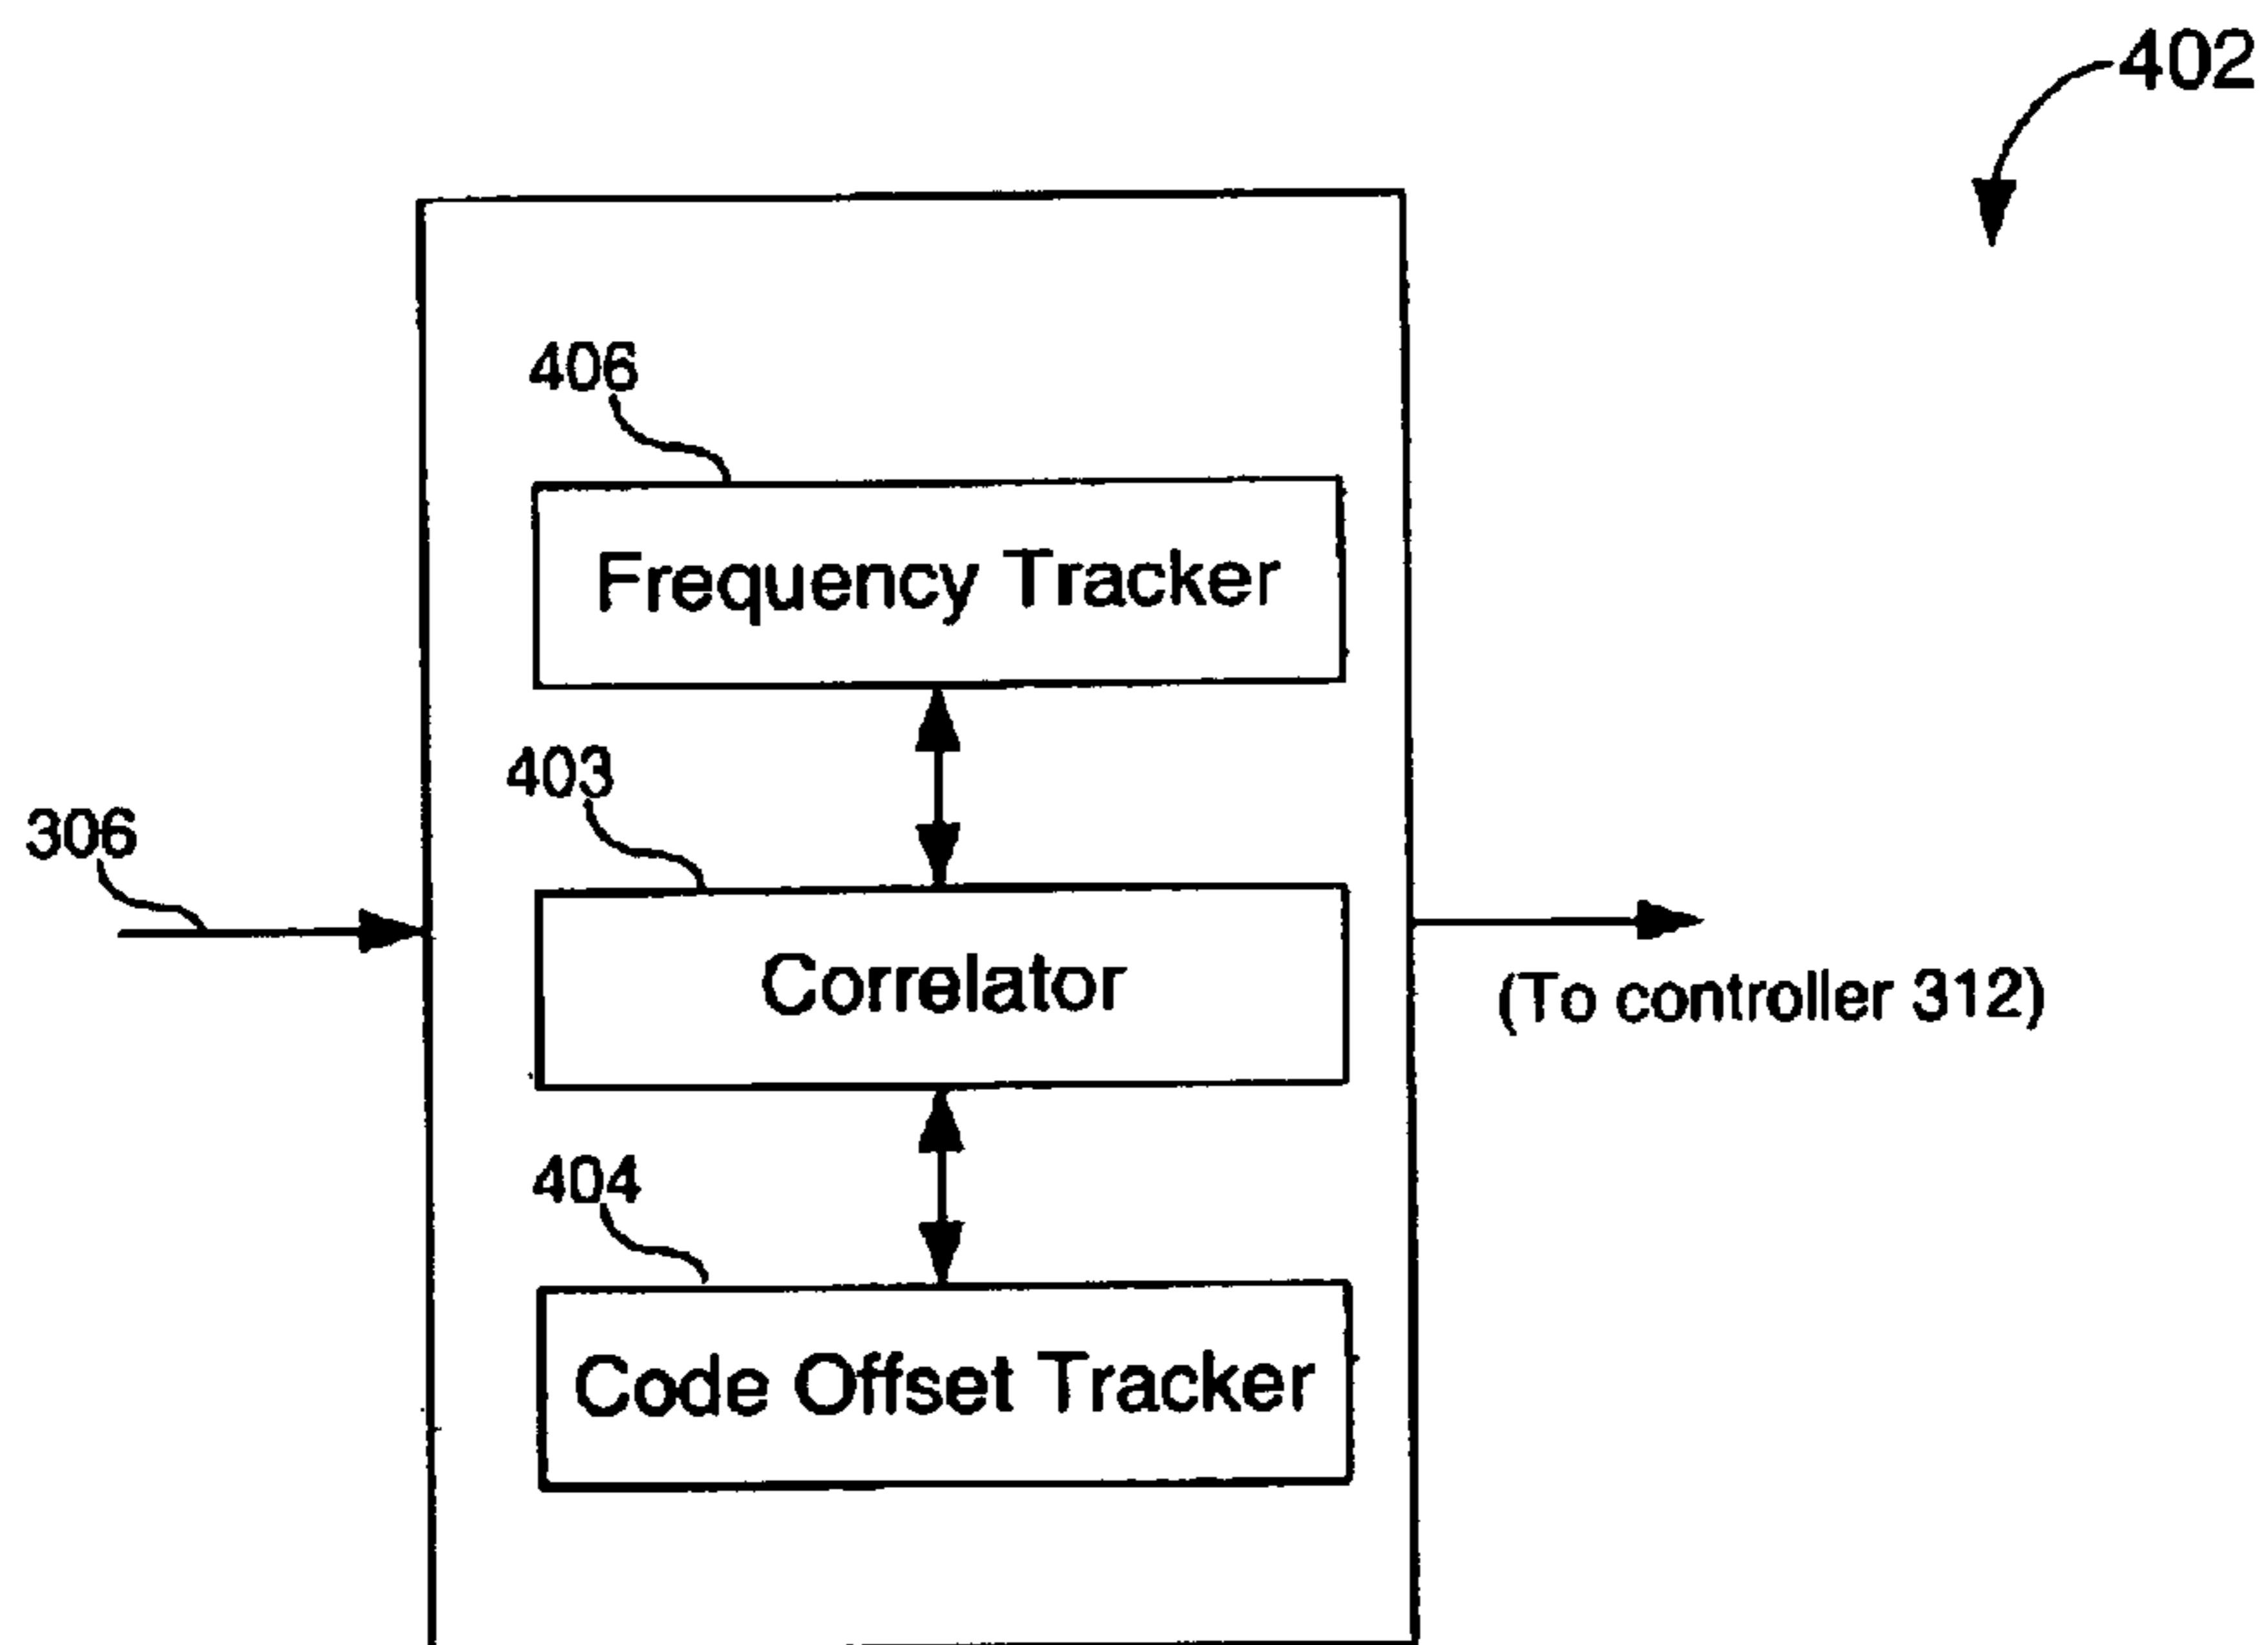 402
406
Frequency Tracker
403
306
Correlator
(To controller 312)
404
Code Offset Tracker